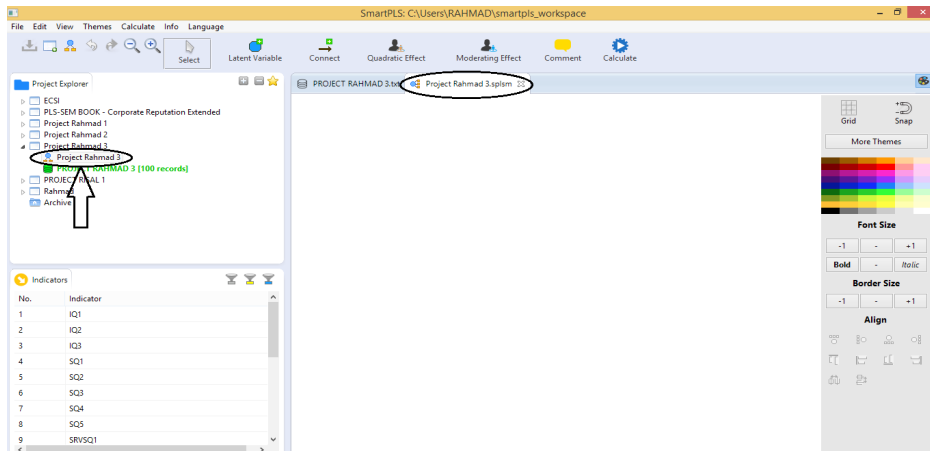 SmartPLS: C:\Users\RAHMAD\smartpls_workspace
File Edit View Themes Calculate Info Language
Select Latent Variable Connect Quadratic Effect Moderating Effect Comment Calculate
Project Explorer
PROJECT RAHMAD 3.txt Project Rahmad 3.splsm
ECSI
PLS-SEM BOOK - Corporate Reputation Extended
Project Rahmad 1
Project Rahmad 2
Project Rahmad 3
Project Rahmad 3
PROJECT RAHMAD 3 [100 records]
PROJECT RISAL 1
Rahmad
Archive
Indicators
No. Indicator
1 IQ1
2 IQ2
3 IQ3
4 SQ1
5 SQ2
6 SQ3
7 SQ4
8 SQ5
9 SRVSQ1
Grid Snap
More Themes
Font Size
-1 - +1
Bold - Italic
Border Size
-1 - +1
Align